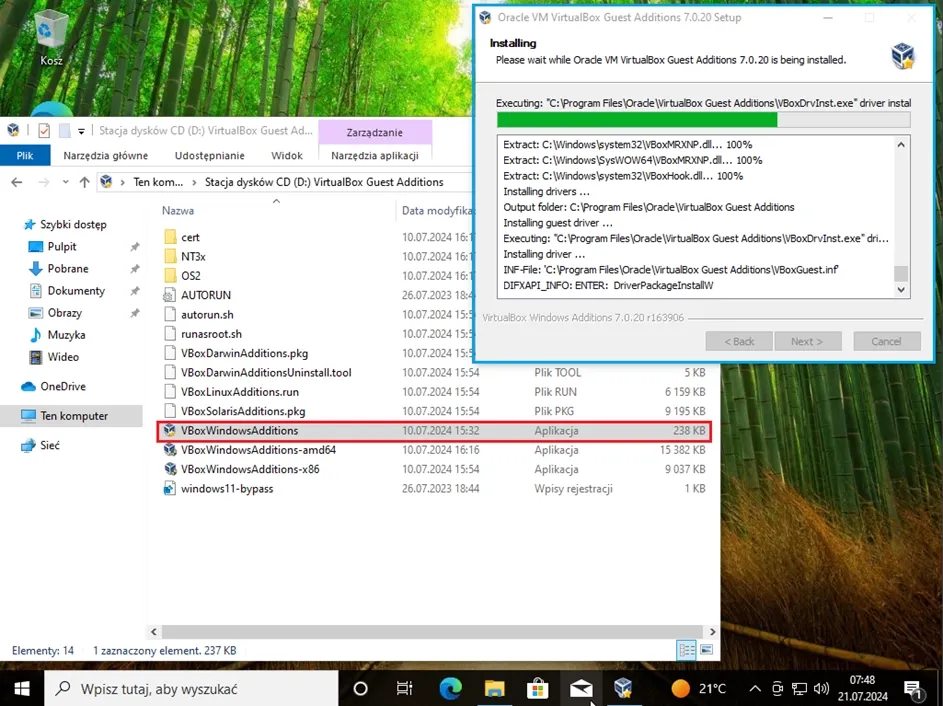 Kosz
Oracle VM VirtualBox Guest Additions 7.0.20 Setup
Installing
Please wait while Oracle VM VirtualBox Guest Additions 7.0.20 is being installed.
Executing: "C:\Program Files\Oracle\VirtualBox Guest Additions\VBoxDrvInst.exe" driver instal
Extract: C:\Windows\system32\VBoxMRXNP.dll... 100%
Extract: C:\Windows\SysWOW64\VBoxMRXNP.dll... 100%
Extract: C:\Windows\system32\VBoxHook.dll... 100%
Installing drivers ...
Output folder: C:\Program Files\Oracle\VirtualBox Guest Additions
Installing guest driver ...
Executing: "C:\Program Files\Oracle\VirtualBox Guest Additions\VBoxDrvInst.exe" dri...
Installing driver ...
INF-File: 'C:\Program Files\Oracle\VirtualBox Guest Additions\VBoxGuest.inf'
DIFXAPI_INFO: ENTER:  DriverPackageInstallW
VirtualBox Windows Additions 7.0.20 r163906
< Back Next > Cancel
Stacja dysków CD (D:) VirtualBox Guest Ad... Zarządzanie
Plik Narzędzia główne Udostępnianie Widok Narzędzia aplikacji
Ten kom... > Stacja dysków CD (D:) VirtualBox Guest Additions
Szybki dostęp
Pulpit
Pobrane
Dokumenty
Obrazy
Muzyka
Wideo
OneDrive
Ten komputer
Sieć
Nazwa Data modyfika
cert 10.07.2024 16:1
NT3x 10.07.2024 16:1
OS2 10.07.2024 16:1
AUTORUN 26.07.2023 18:4
autorun.sh 10.07.2024 15:5
runasroot.sh 10.07.2024 15:5
VBoxDarwinAdditions.pkg 10.07.2024 15:5
VBoxDarwinAdditionsUninstall.tool 10.07.2024 15:54 Plik TOOL 5 KB
VBoxLinuxAdditions.run 10.07.2024 15:54 Plik RUN 6 159 KB
VBoxSolarisAdditions.pkg 10.07.2024 15:54 Plik PKG 9 195 KB
VBoxWindowsAdditions 10.07.2024 15:32 Aplikacja 238 KB
VBoxWindowsAdditions-amd64 10.07.2024 16:16 Aplikacja 15 382 KB
VBoxWindowsAdditions-x86 10.07.2024 15:54 Aplikacja 9 037 KB
windows11-bypass 26.07.2023 18:44 Wpisy rejestracji 1 KB
Elementy: 14 1 zaznaczony element. 237 KB
Wpisz tutaj, aby wyszukać
21°C
07:48
21.07.2024
1